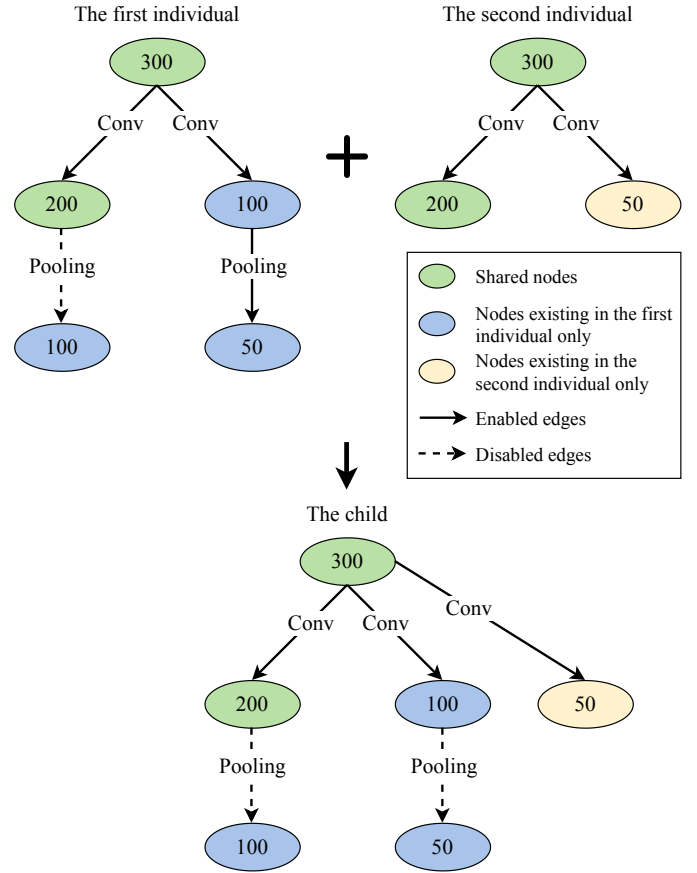 The first individual
The second individual
300
300
Conv
Conv
Conv
Conv
200
100
200
50
Pooling
Pooling
100
50
Shared nodes
Nodes existing in the first
individual only
Nodes existing in the
second individual only
Enabled edges
Disabled edges
The child
300
Conv
Conv
Conv
200
100
50
Pooling
Pooling
100
50